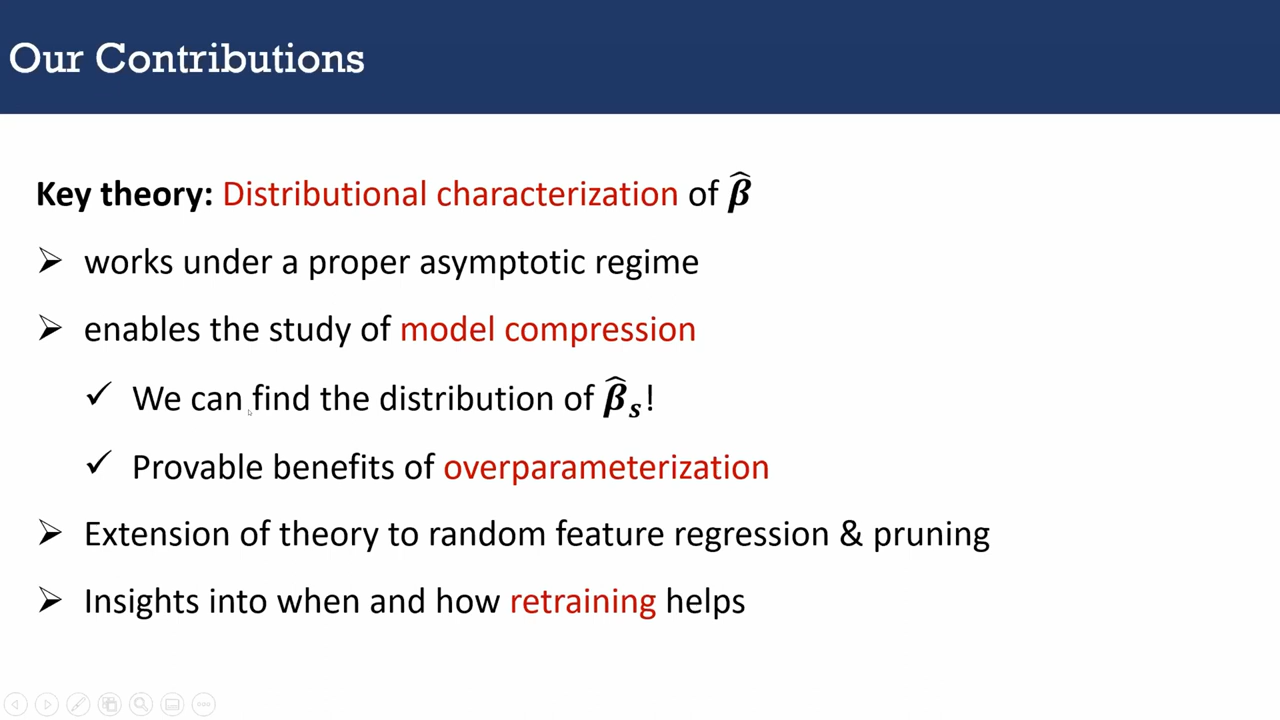 Our Contributions
Key theory: Distributional characterization of β̂
➢ works under a proper asymptotic regime
➢ enables the study of model compression
✓ We can find the distribution of β̂ₛ!
✓ Provable benefits of overparameterization
➢ Extension of theory to random feature regression & pruning
➢ Insights into when and how retraining helps